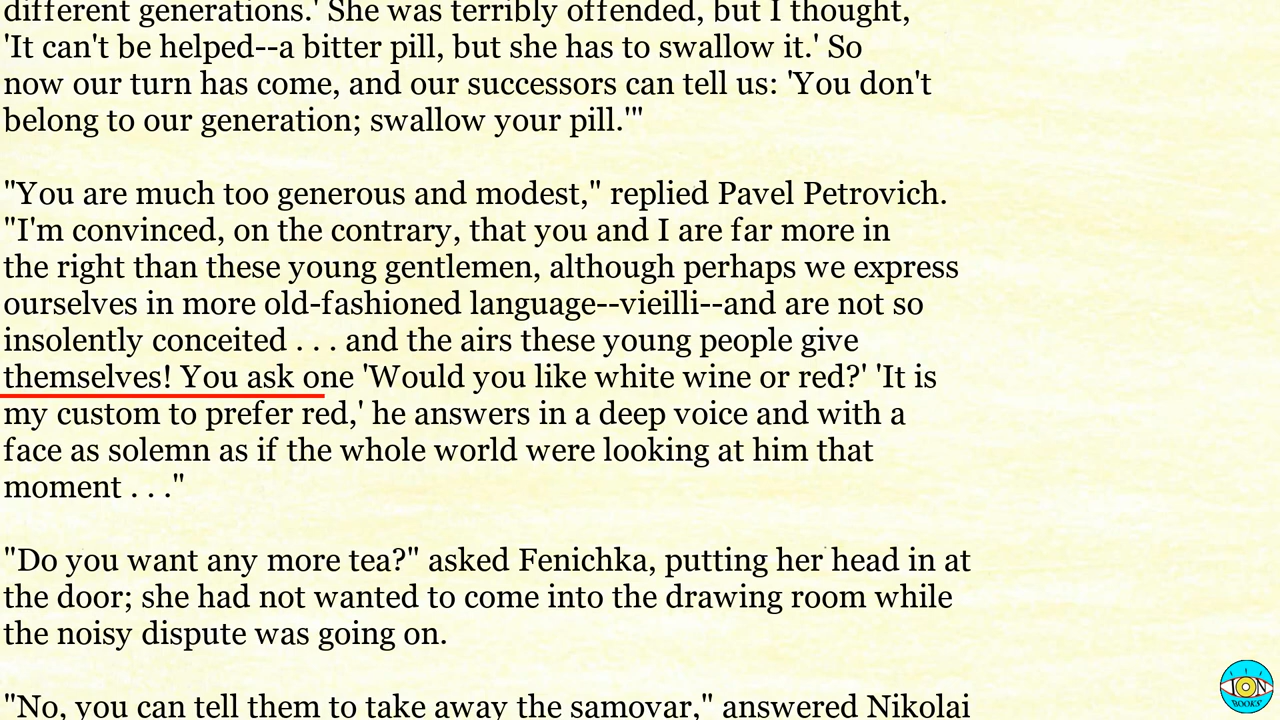 different generations.' She was terribly offended, but I thought,
'It can't be helped--a bitter pill, but she has to swallow it.' So
now our turn has come, and our successors can tell us: 'You don't
belong to our generation; swallow your pill.'"
"You are much too generous and modest," replied Pavel Petrovich.
"I'm convinced, on the contrary, that you and I are far more in
the right than these young gentlemen, although perhaps we express
ourselves in more old-fashioned language--vieilli--and are not so
insolently conceited . . . and the airs these young people give
themselves! You ask one 'Would you like white wine or red?' 'It is
my custom to prefer red,' he answers in a deep voice and with a
face as solemn as if the whole world were looking at him that
moment . . ."
"Do you want any more tea?" asked Fenichka, putting her head in at
the door; she had not wanted to come into the drawing room while
the noisy dispute was going on.
"No, you can tell them to take away the samovar," answered Nikolai
ION
BOOKS